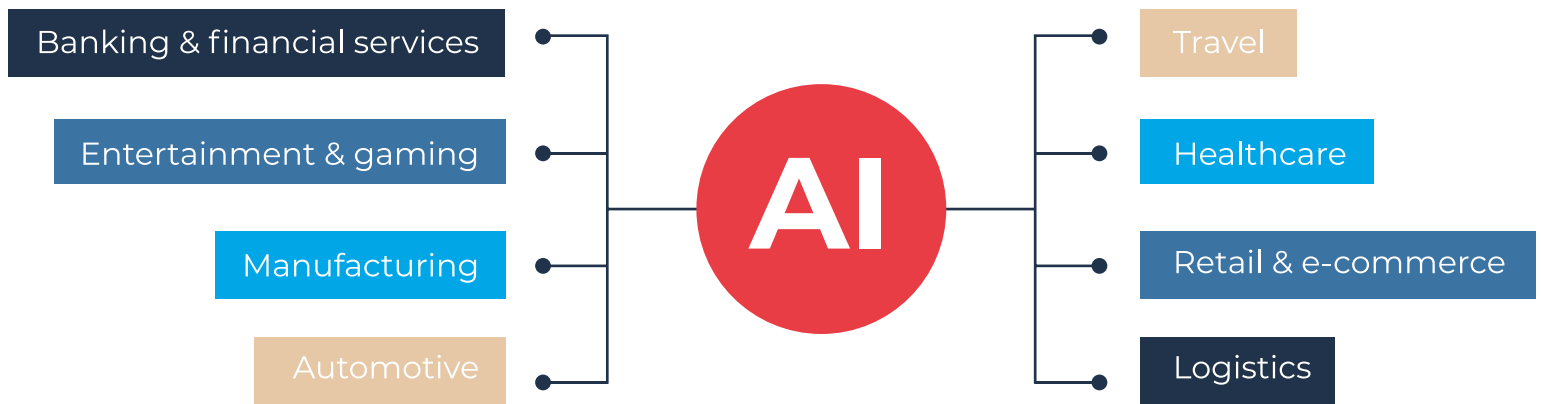 Banking & financial services
Entertainment & gaming
Manufacturing
Automotive
AI
Travel
Healthcare
Retail & e-commerce
Logistics